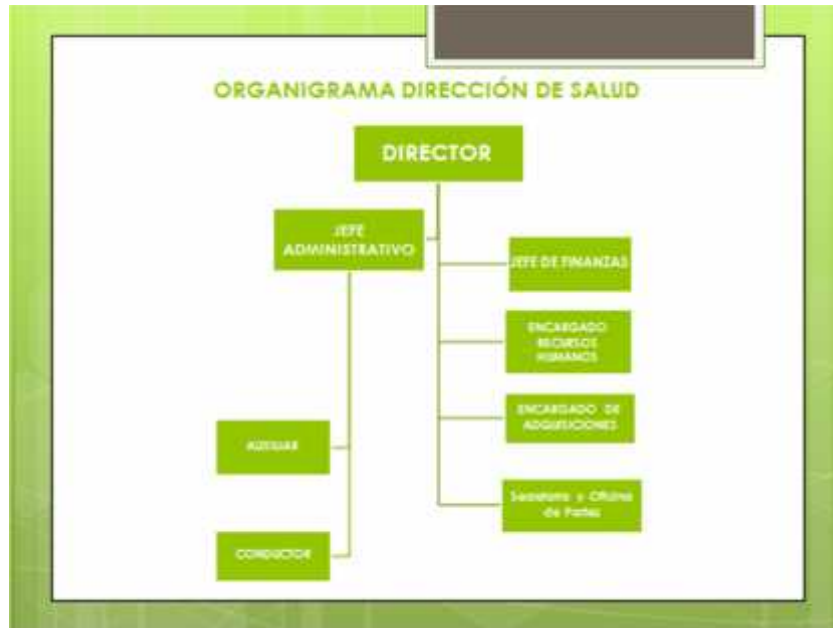 ORGANIGRAMA DIRECCIÓN DE SALUD
DIRECTOR
JEFE
ADMINISTRATIVO
JEFE DE FINANZAS
ENCARGADO
RECURSOS
HUMANOS
ENCARGADO DE
ADQUISICIONES
AUXILIAR
Secretaria y Oficina
de Partes
CONDUCTOR